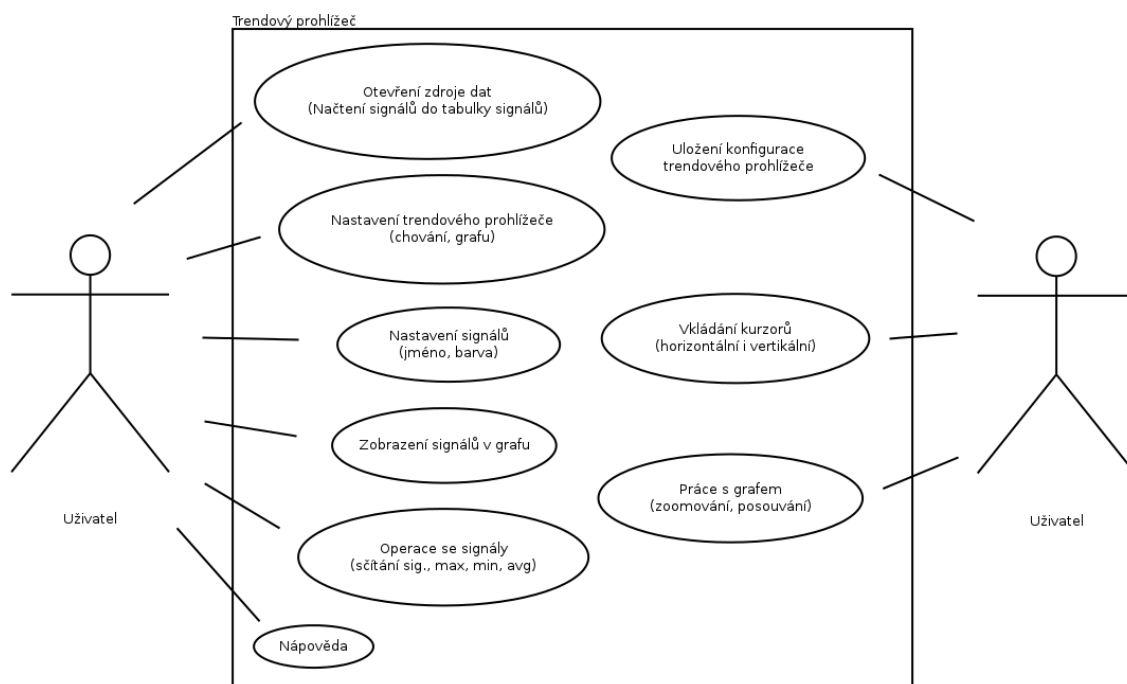 Trendový prohlížeč
Otevření zdroje dat
(Načtení signálů do tabulky signálů)
Uložení konfigurace
trendového prohlížeče
Nastavení trendového prohlížeče
(chování, grafu)
Nastavení signálů
(jméno, barva)
Vkládání kurzorů
(horizontální i vertikální)
Zobrazení signálů v grafu
Práce s grafem
(zoomování, posouvání)
Uživatel
Uživatel
Operace se signály
(sčítání sig., max, min, avg)
Nápověda